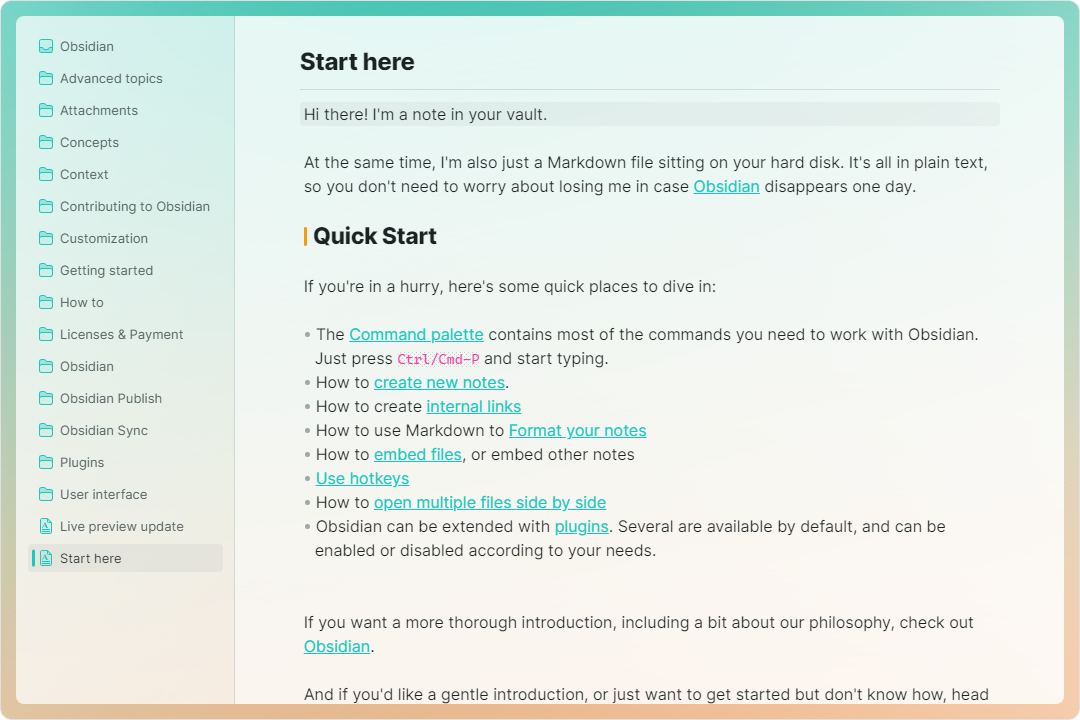 Obsidian
Advanced topics
Attachments
Concepts
Context
Contributing to Obsidian
Customization
Getting started
How to
Licenses & Payment
Obsidian
Obsidian Publish
Obsidian Sync
Plugins
User interface
Live preview update
Start here
Start here
Hi there! I'm a note in your vault.
At the same time, I'm also just a Markdown file sitting on your hard disk. It's all in plain text,
so you don't need to worry about losing me in case Obsidian disappears one day.
Quick Start
If you're in a hurry, here's some quick places to dive in:
• The Command palette contains most of the commands you need to work with Obsidian.
Just press Ctrl/Cmd-P and start typing.
• How to create new notes.
• How to create internal links
• How to use Markdown to Format your notes
• How to embed files, or embed other notes
• Use hotkeys
• How to open multiple files side by side
• Obsidian can be extended with plugins. Several are available by default, and can be
enabled or disabled according to your needs.
If you want a more thorough introduction, including a bit about our philosophy, check out
Obsidian.
And if you'd like a gentle introduction, or just want to get started but don't know how, head